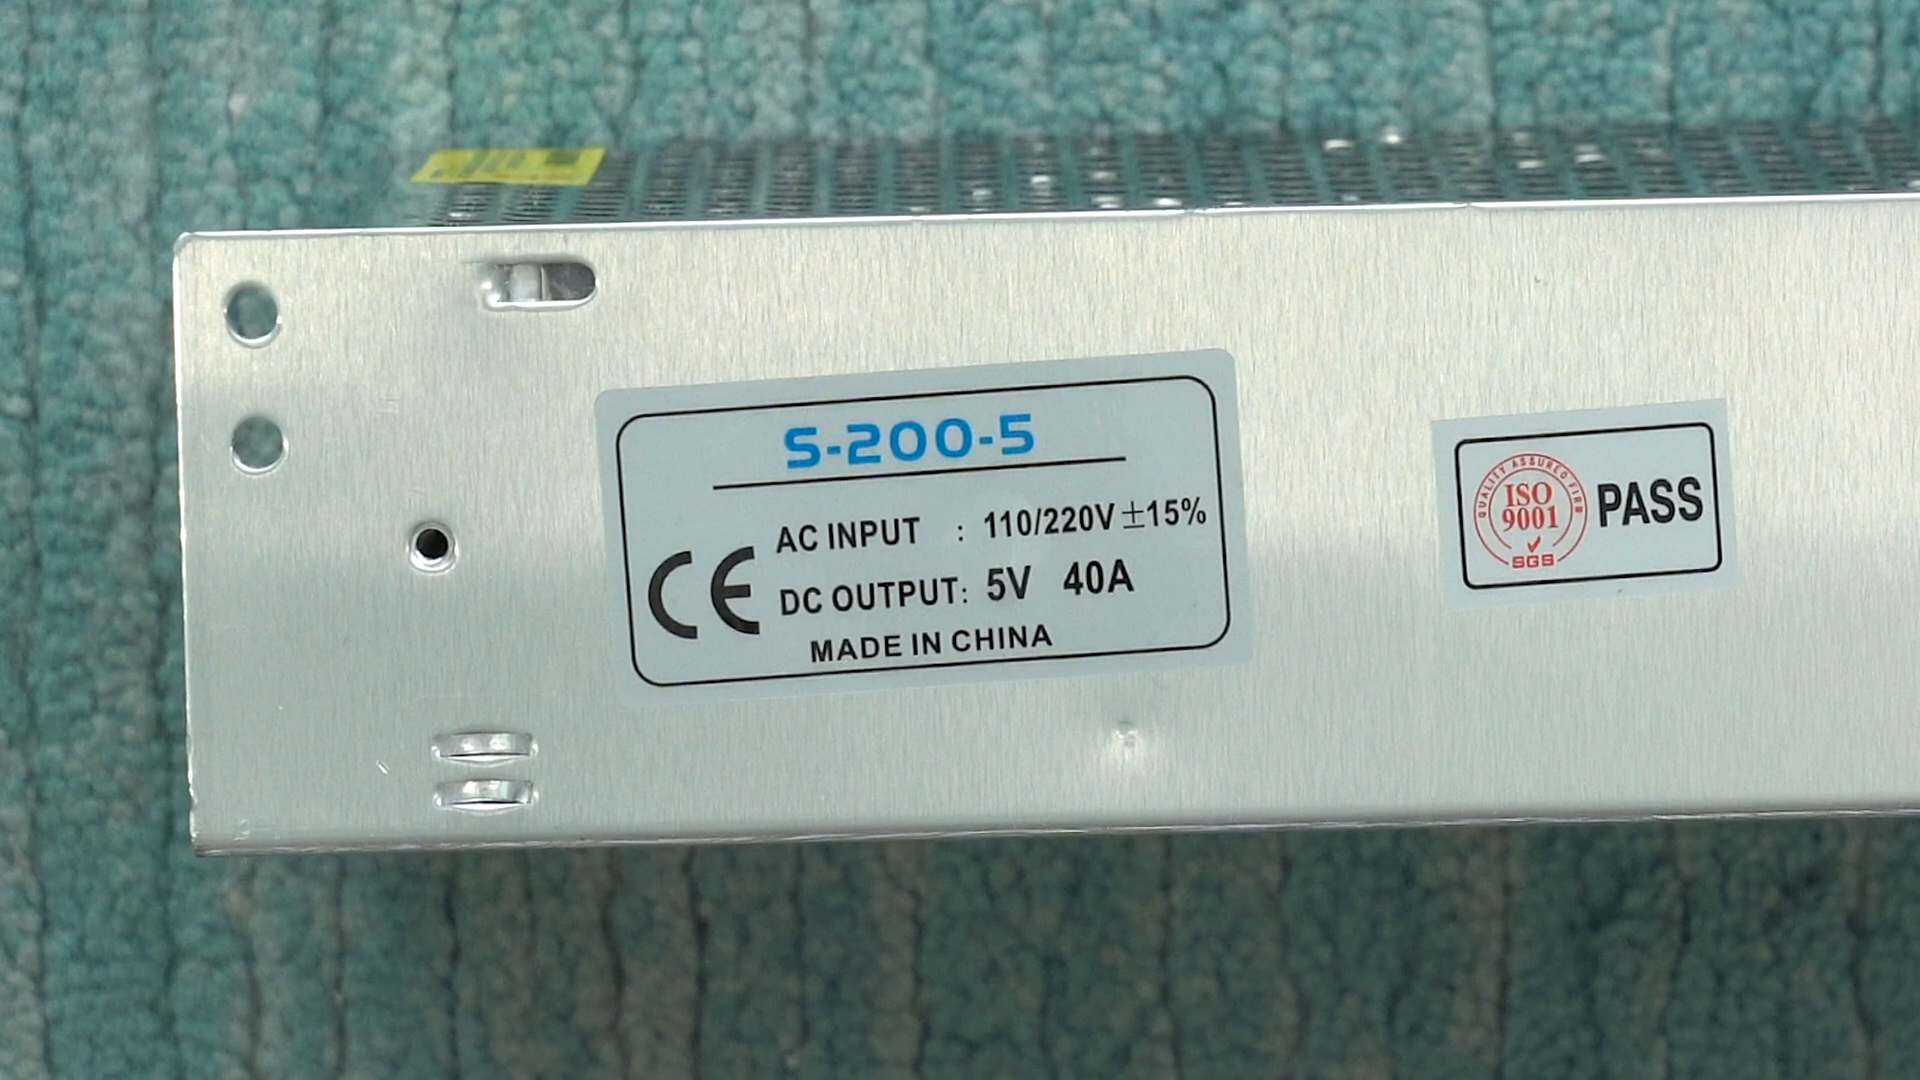 S-200-5
AC INPUT : 110/220V ±15%
DC OUTPUT: 5V 40A
CE
MADE IN CHINA
QUALITY ASSURED FIRM
ISO
9001
SGS
PASS